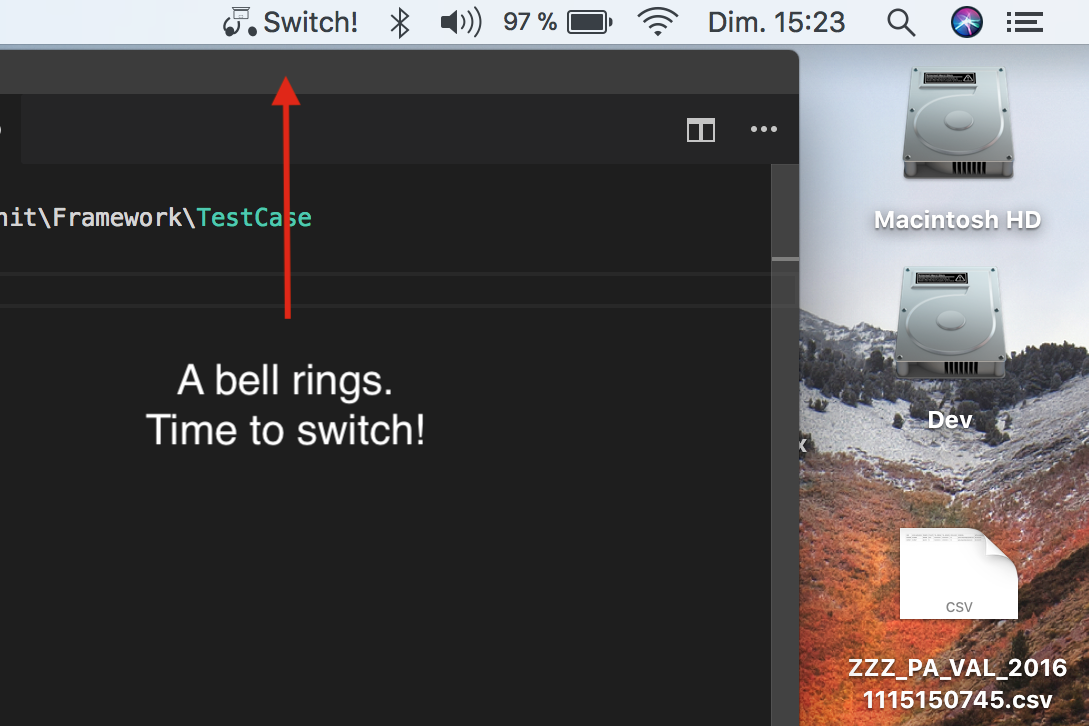 Switch!
97 %
Dim. 15:23
nit\Framework\TestCase
A bell rings.
Time to switch!
Macintosh HD
Dev
x
CSV
ZZZ_PA_VAL_2016
1115150745.csv